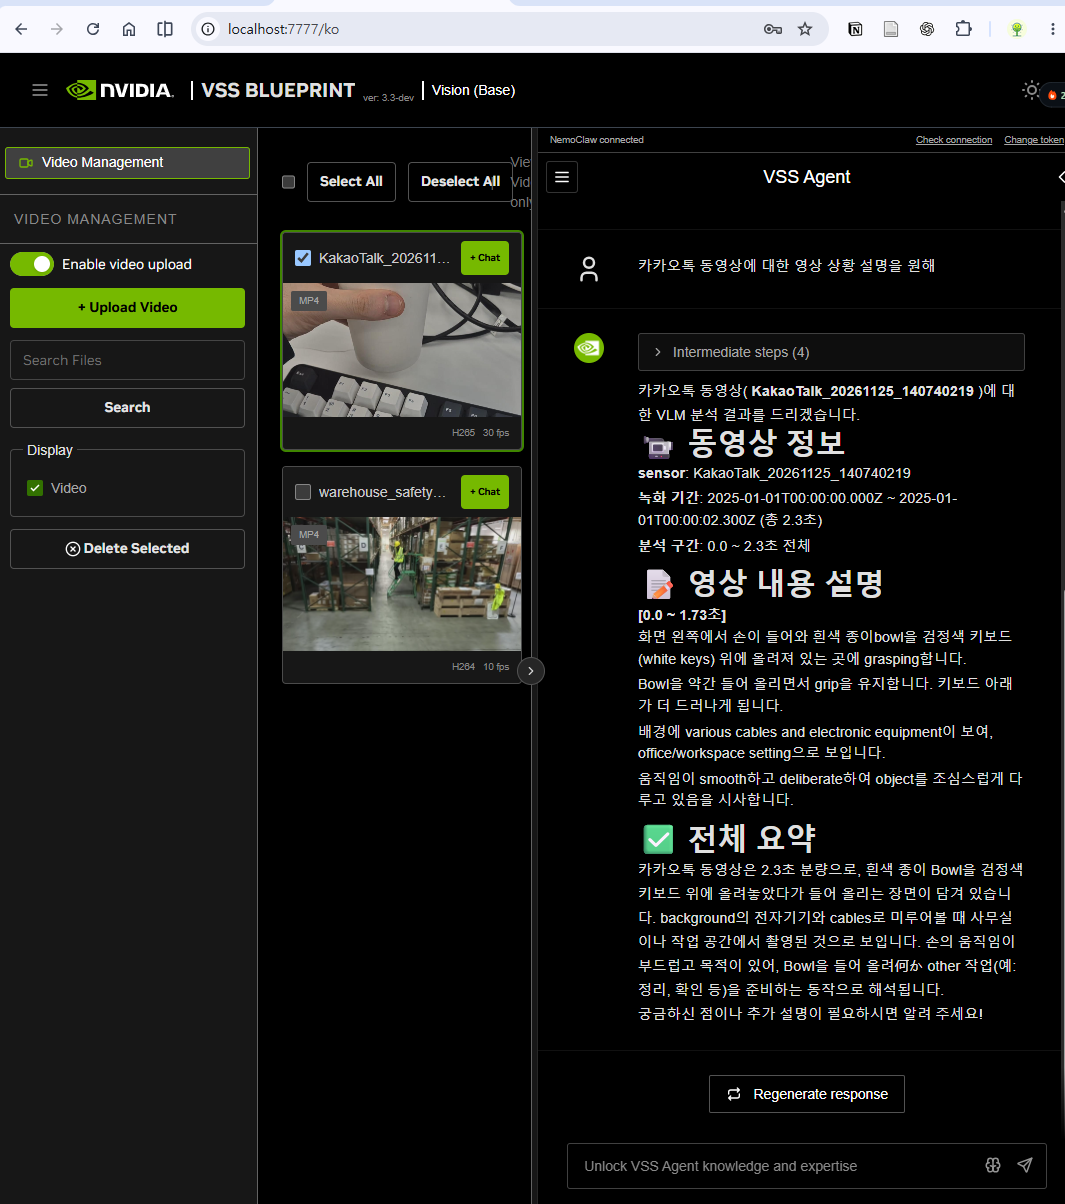 localhost:7777/ko
NVIDIA. VSS BLUEPRINT ver: 3.3-dev Vision (Base)
Video Management
VIDEO MANAGEMENT
Enable video upload
+ Upload Video
Search Files
Search
Display
Video
Delete Selected
Select All
Deselect All
KakaoTalk_202611...
+ Chat
MP4
H265 30 fps
warehouse_safety...
+ Chat
MP4
H264 10 fps
NemoClaw connected
Check connection Change token
VSS Agent
카카오톡 동영상에 대한 영상 상황 설명을 원해
Intermediate steps (4)
카카오톡 동영상( KakaoTalk_20261125_140740219 )에 대
한 VLM 분석 결과를 드리겠습니다.
동영상 정보
sensor: KakaoTalk_20261125_140740219
녹화 기간: 2025-01-01T00:00:00.000Z ~ 2025-01-
01T00:00:02.300Z (총 2.3초)
분석 구간: 0.0 ~ 2.3초 전체
영상 내용 설명
[0.0 ~ 1.73초]
화면 왼쪽에서 손이 들어와 흰색 종이bowl을 검정색 키보드
(white keys) 위에 올려져 있는 곳에 grasping합니다.
Bowl을 약간 들어 올리면서 grip을 유지합니다. 키보드 아래
가 더 드러나게 됩니다.
배경에 various cables and electronic equipment이 보여,
office/workspace setting으로 보입니다.
움직임이 smooth하고 deliberate하여 object를 조심스럽게 다
루고 있음을 시사합니다.
전체 요약
카카오톡 동영상은 2.3초 분량으로, 흰색 종이 Bowl을 검정색
키보드 위에 올려놓았다가 들어 올리는 장면이 담겨 있습니
다. background의 전자기기와 cables로 미루어볼 때 사무실
이나 작업 공간에서 촬영된 것으로 보입니다. 손의 움직임이
부드럽고 목적이 있어, Bowl을 들어 올려何か other 작업(예:
정리, 확인 등)을 준비하는 동작으로 해석됩니다.
궁금하신 점이나 추가 설명이 필요하시면 알려 주세요!
Regenerate response
Unlock VSS Agent knowledge and expertise